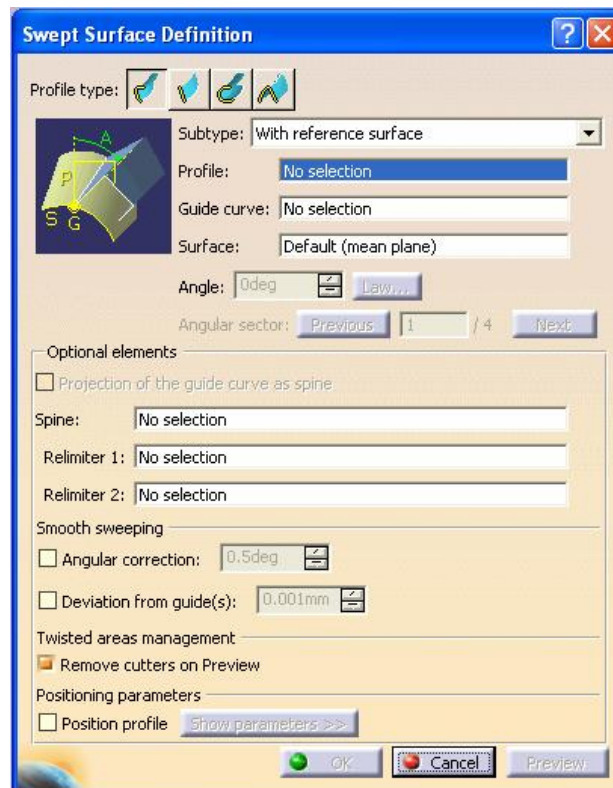 Swept Surface Definition
Profile type:
Subtype: With reference surface
Profile: No selection
Guide curve: No selection
Surface: Default (mean plane)
Angle: 0deg Law...
Angular sector: Previous 1 / 4 Next
A
P
S G
Optional elements
Projection of the guide curve as spine
Spine: No selection
Relimiter 1: No selection
Relimiter 2: No selection
Smooth sweeping
Angular correction: 0.5deg
Deviation from guide(s): 0.001mm
Twisted areas management
Remove cutters on Preview
Positioning parameters
Position profile Show parameters >>
OK Cancel Preview